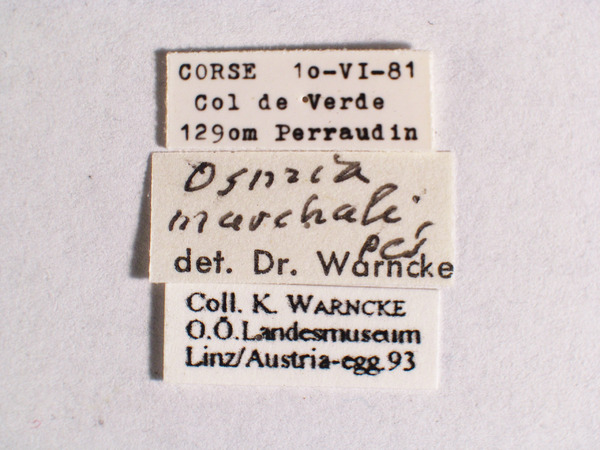 CORSE 1o-VI-81
Col de Verde
129om Perraudin
Osmia
marchali
Pér.
det. Dr. Warncke
Coll. K. WARNCKE
O.Ö.Landesmuseum
Linz/Austria-egg.93